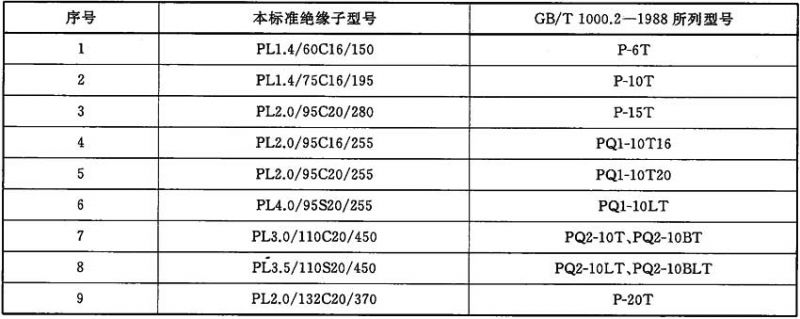 序号 本标准绝缘子型号 GB/T 1000.2—1988 所列型号
1 PL1.4/60C16/150 P-6T
2 PL1.4/75C16/195 P-10T
3 PL2.0/95C20/280 P-15T
4 PL2.0/95C16/255 PQ1-10T16
5 PL2.0/95C20/255 PQ1-10T20
6 PL4.0/95S20/255 PQ1-10LT
7 PL3.0/110C20/450 PQ2-10T、PQ2-10BT
8 PL3.5/110S20/450 PQ2-10LT、PQ2-10BLT
9 PL2.0/132C20/370 P-20T